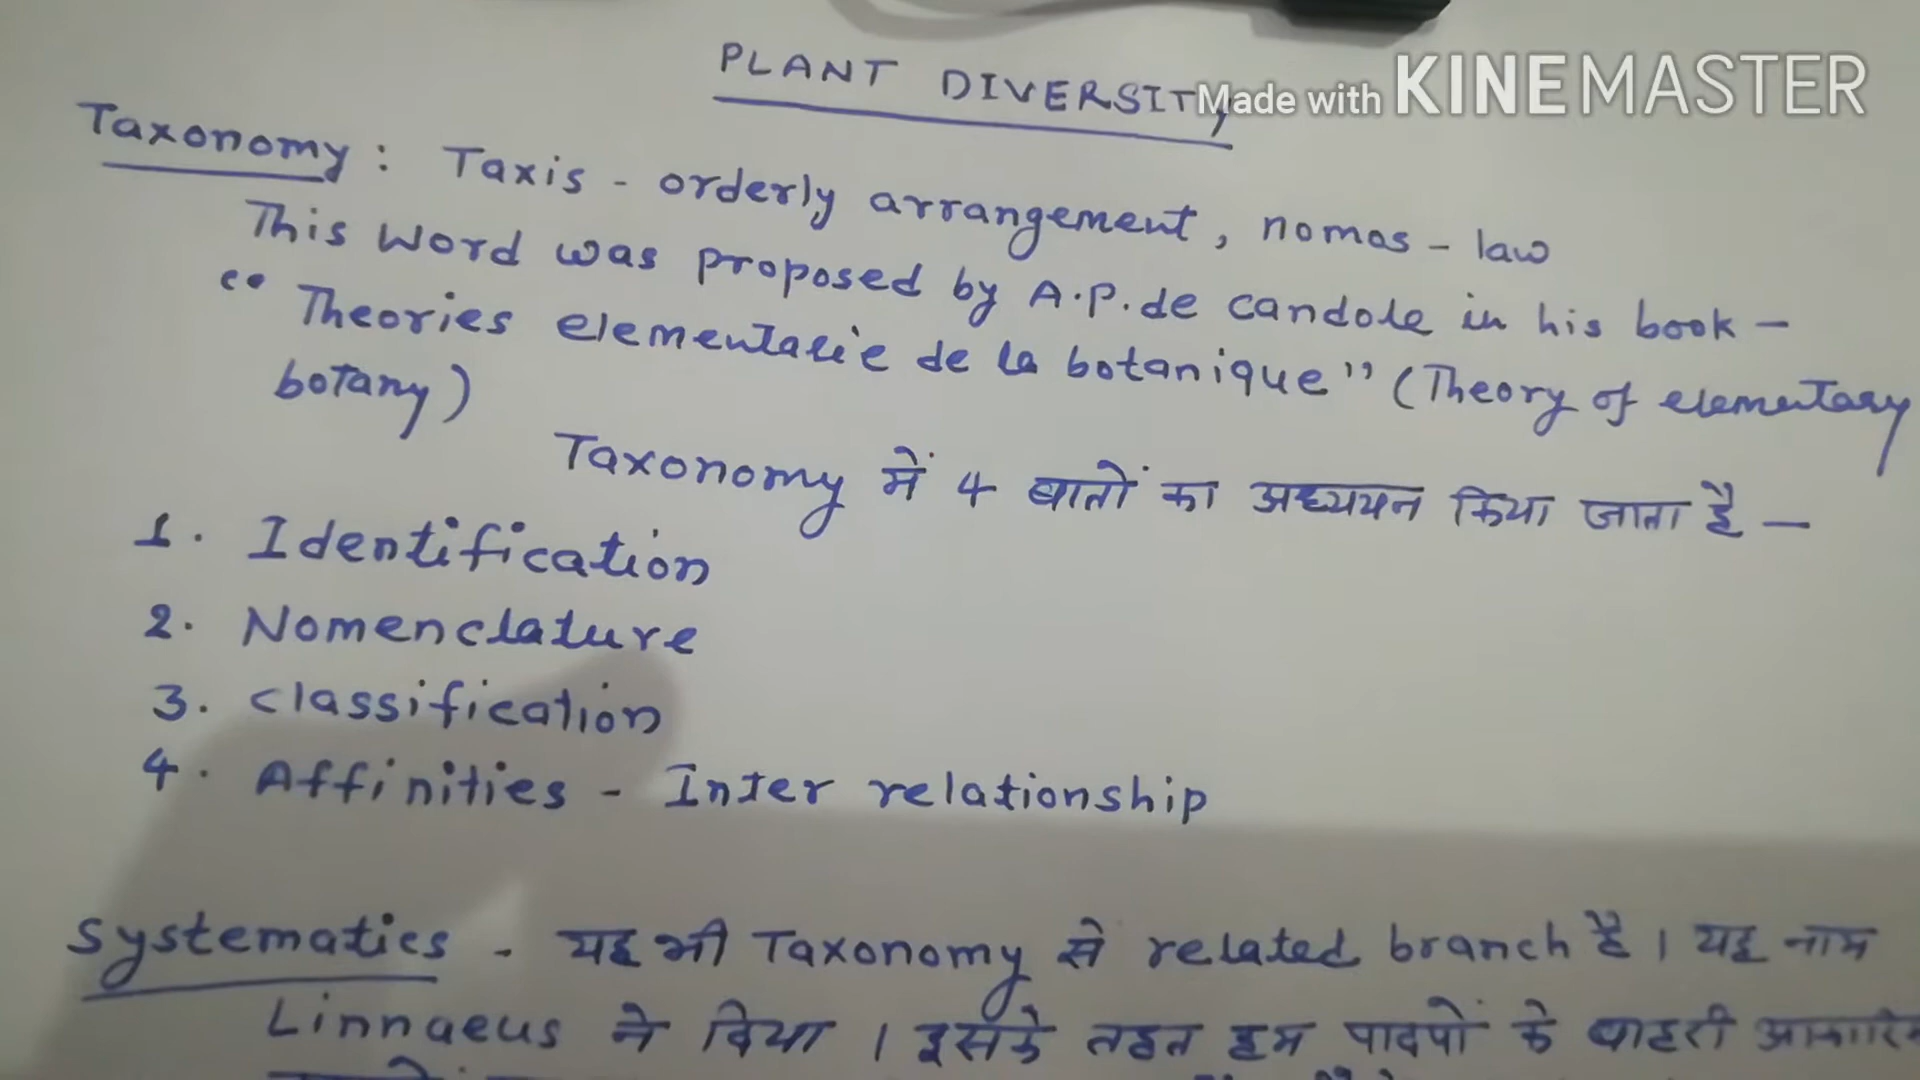 PLANT DIVERSITY
Made with KINEMASTER
Taxonomy : Taxis - orderly arrangement, nomos - law
This word was proposed by A.P. de candole in his book -
" Theories elementarie de la botanique" (Theory of elementary
botany)
Taxonomy में 4 बातों का अध्ययन किया जाता है -
1. Identification
2. Nomenclature
3. Classification
4. Affinities - Inter relationship
Systematics - यह भी Taxonomy से related branch है। यह नाम
Linnaeus ने दिया । इसके तहत हम पादपों के बाहरी